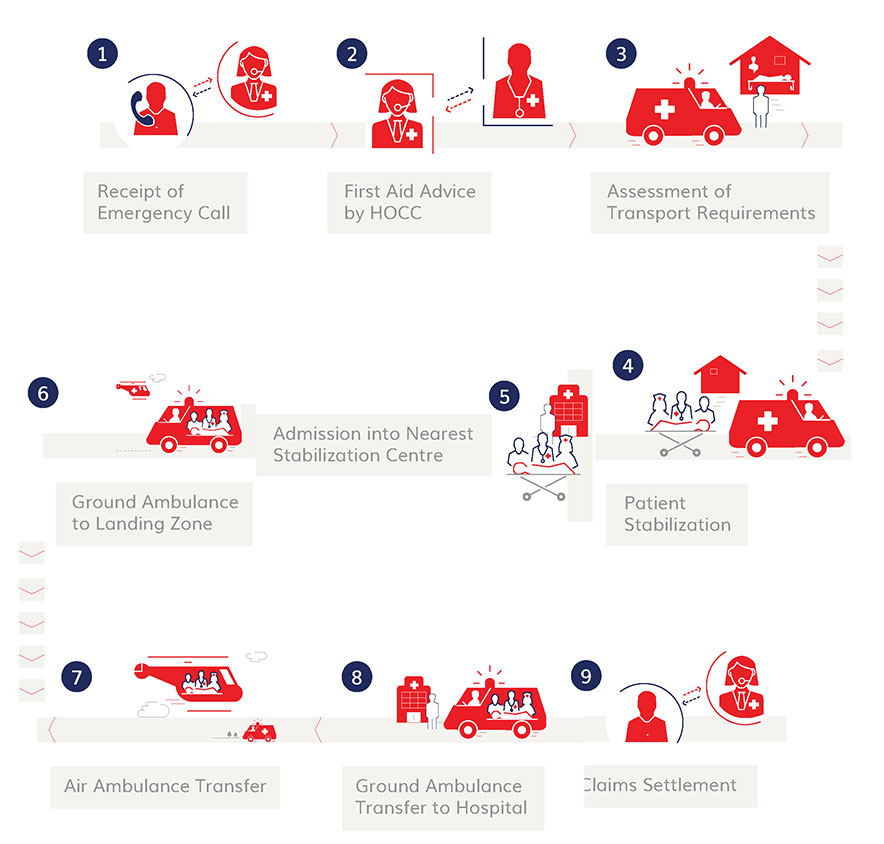 1
Receipt of
Emergency Call
2
First Aid Advice
by HOCC
3
Assessment of
Transport Requirements
4
Patient
Stabilization
5
Admission into Nearest
Stabilization Centre
6
Ground Ambulance
to Landing Zone
7
Air Ambulance Transfer
8
Ground Ambulance
Transfer to Hospital
9
Claims Settlement